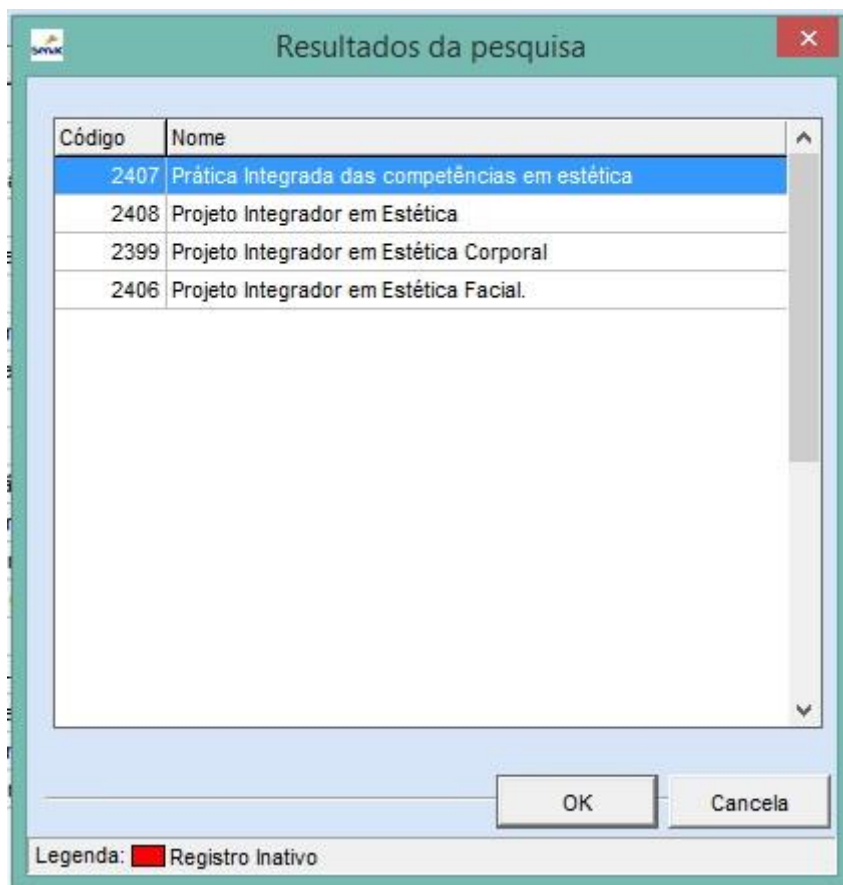 Resultados da pesquisa
Código Nome
2407 Prática Integrada das competências em estética
2408 Projeto Integrador em Estética
2399 Projeto Integrador em Estética Corporal
2406 Projeto Integrador em Estética Facial.
OK Cancela
Legenda: Registro Inativo